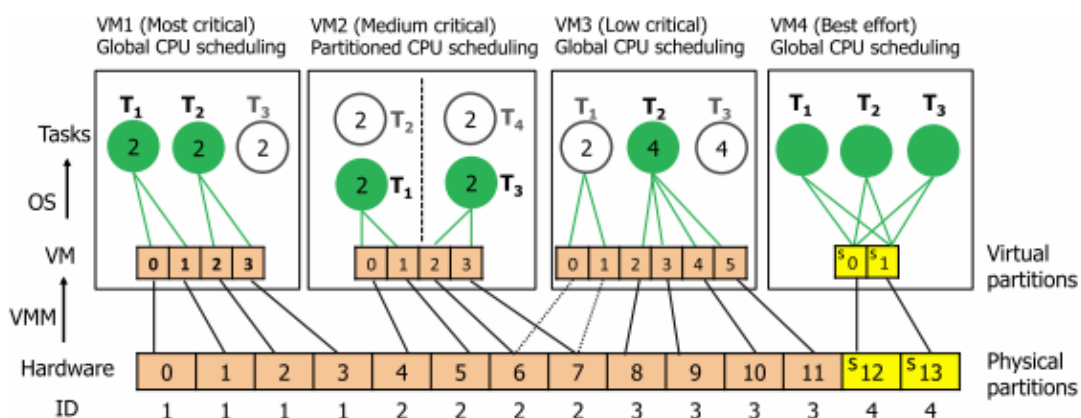 VM1 (Most critical)
Global CPU scheduling
VM2 (Medium critical)
Partitioned CPU scheduling
VM3 (Low critical)
Global CPU scheduling
VM4 (Best effort)
Global CPU scheduling
T1 T2 T3
2 2 2
2 T2 2 T4
2 T1 2 T3
T1 T2 T3
2 4 4
T1 T2 T3
Tasks
OS
VM
0 1 2 3
0 1 2 3
0 1 2 3 4 5
S0 S1
Virtual
partitions
VMM
Hardware
0 1 2 3 4 5 6 7 8 9 10 11 S12 S13
Physical
partitions
ID 1 1 1 1 2 2 2 2 3 3 3 3 4 4